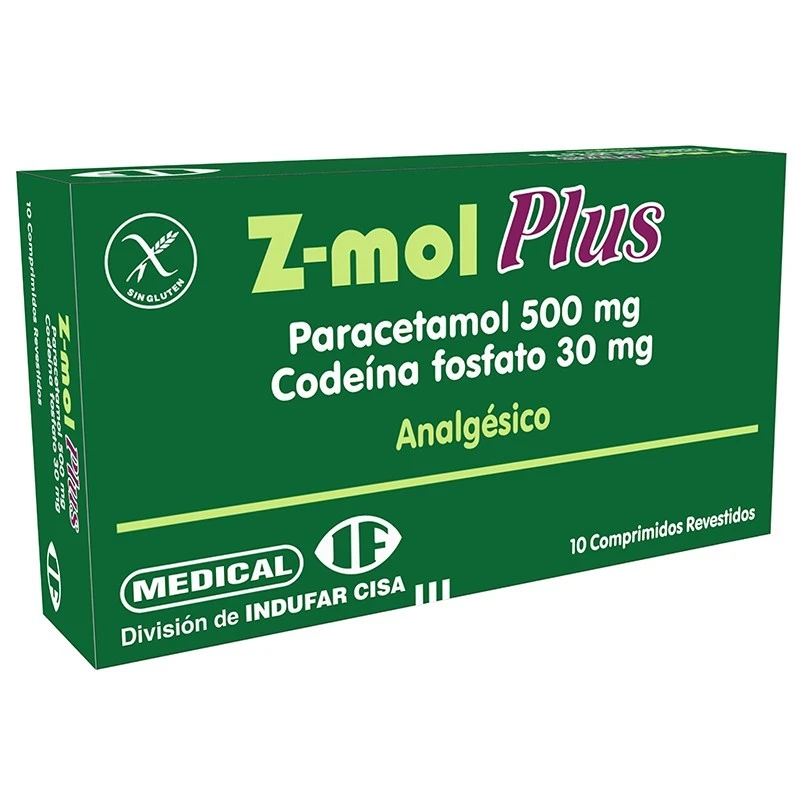 Z-mol Plus
Paracetamol 500 mg
Codeína fosfato 30 mg
Analgésico
10 Comprimidos Revestidos
MEDICAL IF
División de INDUFAR CISA
SIN GLUTEN
10 Comprimidos Revestidos
Z-mol Plus
Paracetamol 500 mg
Codeína fosfato 30 mg
IF